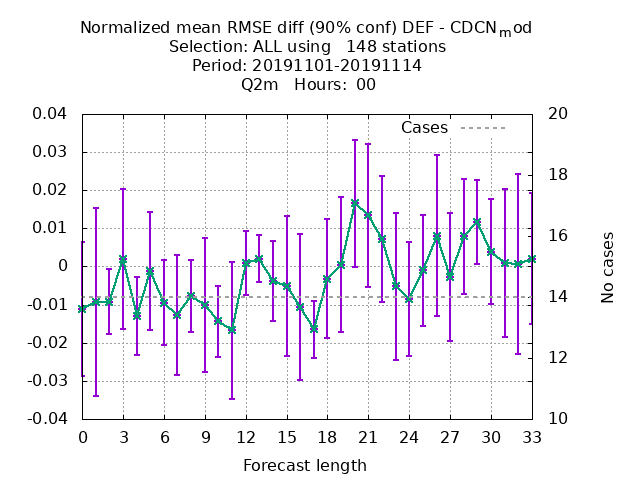 Normalized mean RMSE diff (90% conf) DEF - CDCNmod
Selection: ALL using   148 stations
Period: 20191101-20191114
Q2m   Hours:  00
Cases
0.04
0.03
0.02
0.01
0
-0.01
-0.02
-0.03
-0.04
20
18
16
14
12
10
No cases
0 3 6 9 12 15 18 21 24 27 30 33
Forecast length